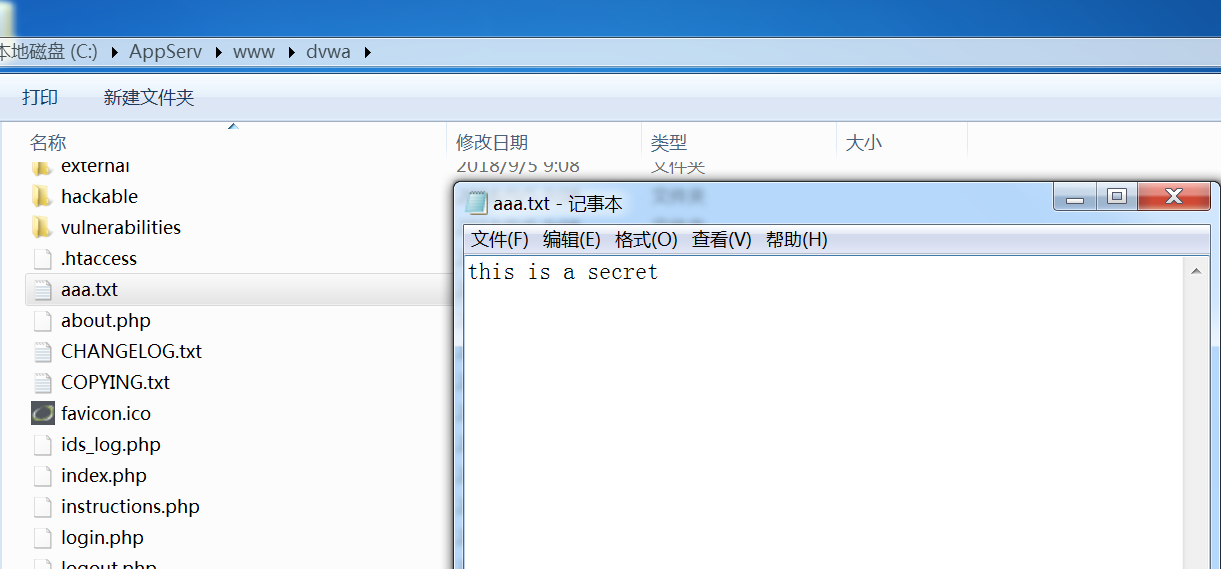 本地磁盘 (C:) ▸ AppServ ▸ www ▸ dvwa ▸
打印 新建文件夹
名称 修改日期 类型 大小
external 2018/9/5 9:08 文件夹
hackable
vulnerabilities
.htaccess
aaa.txt
about.php
CHANGELOG.txt
COPYING.txt
favicon.ico
ids_log.php
index.php
instructions.php
login.php
logout.php
aaa.txt - 记事本
文件(F) 编辑(E) 格式(O) 查看(V) 帮助(H)
this is a secret